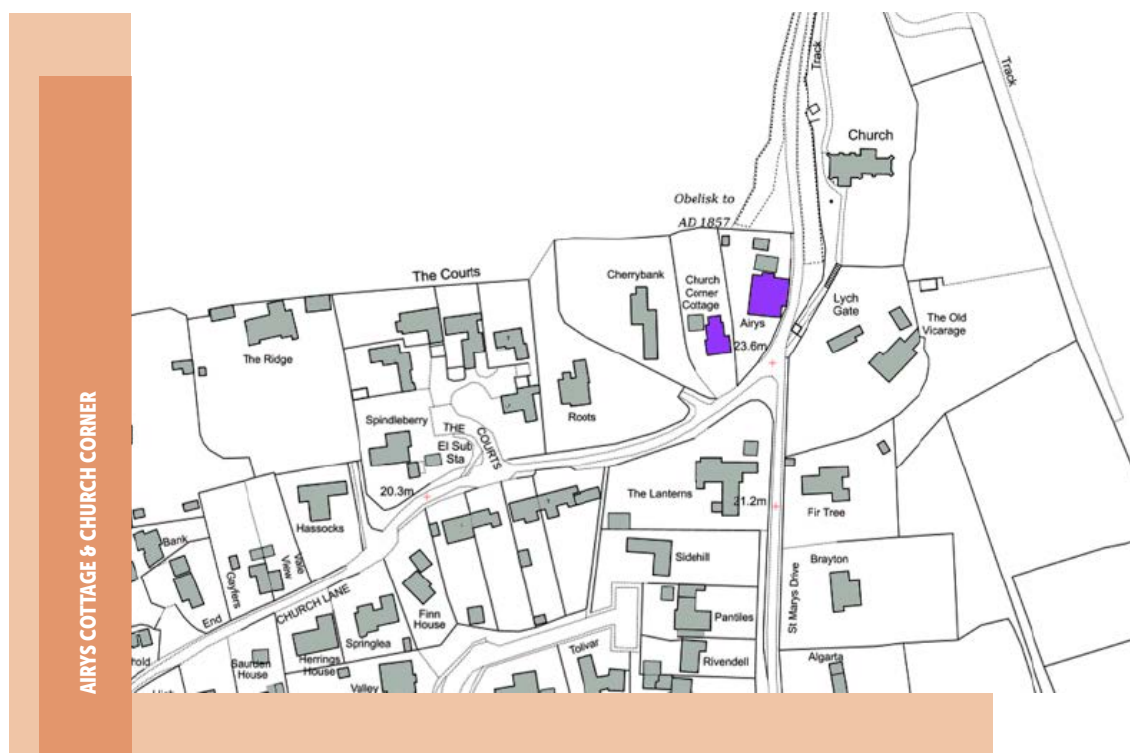 AIRYS COTTAGE & CHURCH CORNER
Track
Track
Church
Obelisk to
AD 1857
The Courts
Cherrybank
Church
Corner
Cottage
Airys
23.6m
Lych
Gate
The Old
Vicarage
The Ridge
Roots
Spindleberry
THE
COURTS
El Sub
Sta
20.3m
The Lanterns
21.2m
Fir Tree
Hassocks
Bank
Gayfers
Vale
View
End
CHURCH LANE
Finn
House
Sidehill
Brayton
St Marys Drive
Pantiles
Springlea
Herrings
House
Saurden
House
Valley
Tolivar
Rivendell
Algarta